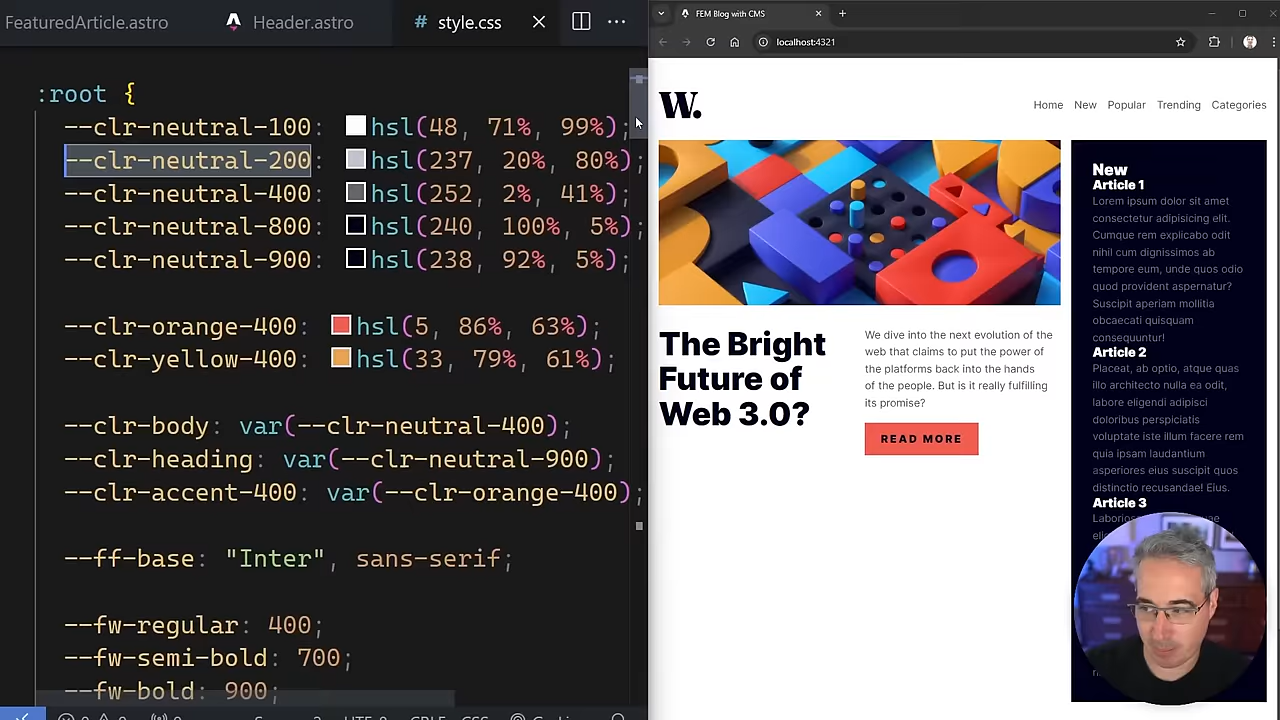 FeaturedArticle.astro
Header.astro
# style.css
:root {
--clr-neutral-100: hsl(48, 71%, 99%);
--clr-neutral-200: hsl(237, 20%, 80%);
--clr-neutral-400: hsl(252, 2%, 41%);
--clr-neutral-800: hsl(240, 100%, 5%);
--clr-neutral-900: hsl(238, 92%, 5%);
--clr-orange-400: hsl(5, 86%, 63%);
--clr-yellow-400: hsl(33, 79%, 61%);
--clr-body: var(--clr-neutral-400);
--clr-heading: var(--clr-neutral-900);
--clr-accent-400: var(--clr-orange-400);
--ff-base: "Inter", sans-serif;
--fw-regular: 400;
--fw-semi-bold: 700;
--fw-bold: 900;
FEM Blog with CMS
localhost:4321
W.
Home New Popular Trending Categories
The Bright
Future of
Web 3.0?
We dive into the next evolution of the
web that claims to put the power of
the platforms back into the hands
of the people. But is it really fulfilling
its promise?
READ MORE
New
Article 1
Lorem ipsum dolor sit amet
consectetur adipisicing elit.
Cumque rem explicabo odit
nihil cum dignissimos ab
tempore eum, unde quos odio
quod provident aspernatur?
Suscipit aperiam mollitia
obcaecati quisquam
consequuntur!
Article 2
Placeat, ab optio, atque quas
illo architecto nulla ea odit,
labore eligendi adipisci
doloribus perspiciatis
voluptate iste illum facere rem
quia ipsam laudantium
asperiores eius suscipit quos
distinctio recusandae! Eius.
Article 3